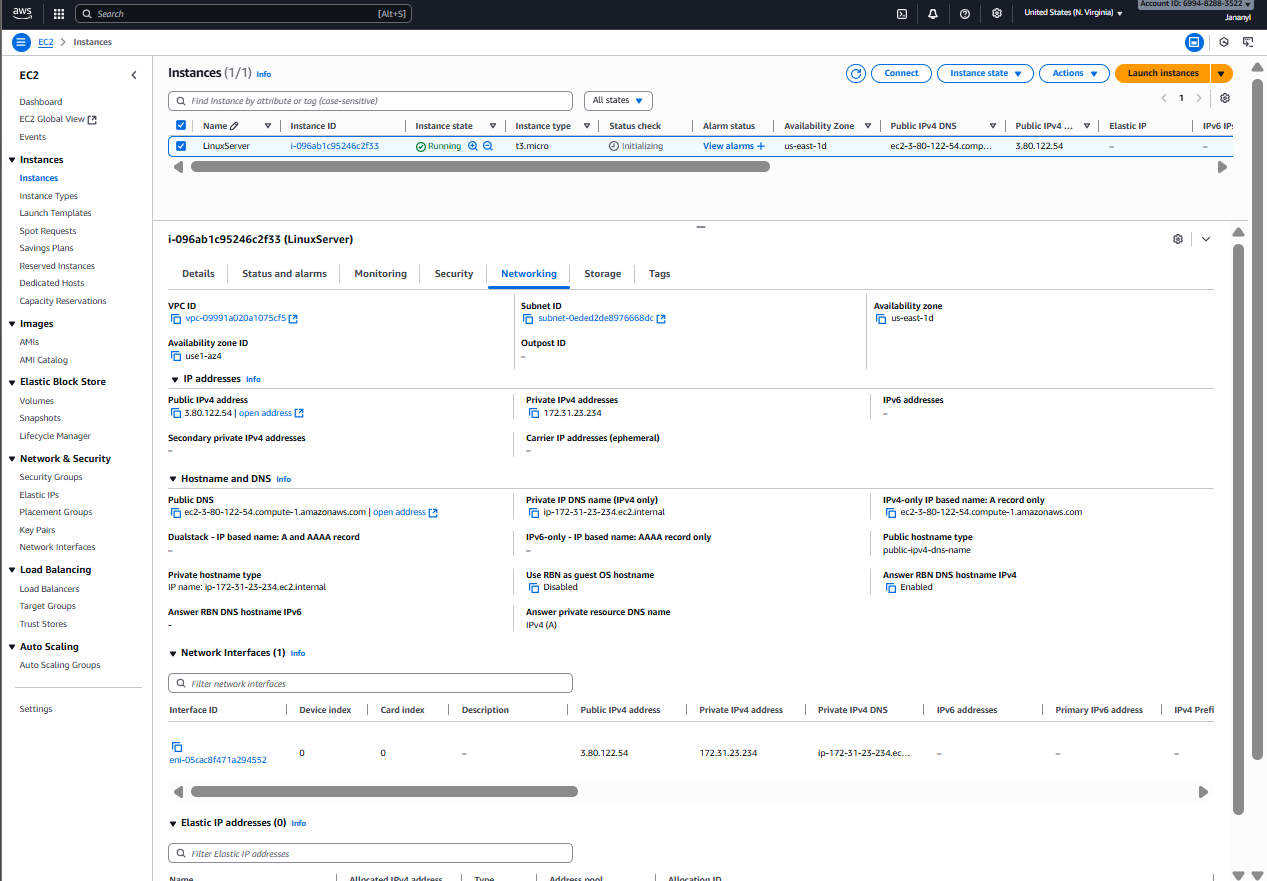 aws Search [Alt+S] United States (N. Virginia) Account ID: 6994-8288-3522
Jananyl
EC2 Instances
EC2
Dashboard
EC2 Global View
Events
Instances
Instances
Instance Types
Launch Templates
Spot Requests
Savings Plans
Reserved Instances
Dedicated Hosts
Capacity Reservations
Images
AMIs
AMI Catalog
Elastic Block Store
Volumes
Snapshots
Lifecycle Manager
Network & Security
Security Groups
Elastic IPs
Placement Groups
Key Pairs
Network Interfaces
Load Balancing
Load Balancers
Target Groups
Trust Stores
Auto Scaling
Auto Scaling Groups
Settings
Instances (1/1) Info Connect Instance state Actions Launch instances
Find Instance by attribute or tag (case-sensitive) All states 1
Name Instance ID Instance state Instance type Status check Alarm status Availability Zone Public IPv4 DNS Public IPv4 ... Elastic IP IPv6 IPs
LinuxServer i-096ab1c95246c2f33 Running t3.micro Initializing View alarms + us-east-1d ec2-3-80-122-54.comp... 3.80.122.54 – –
i-096ab1c95246c2f33 (LinuxServer)
Details Status and alarms Monitoring Security Networking Storage Tags
VPC ID Subnet ID Availability zone
vpc-09991a020a1075cf5 subnet-0eded2de8976668dc us-east-1d
Availability zone ID Outpost ID
use1-az4 –
IP addresses Info
Public IPv4 address Private IPv4 addresses IPv6 addresses
3.80.122.54 | open address 172.31.23.234 –
Secondary private IPv4 addresses Carrier IP addresses (ephemeral)
– –
Hostname and DNS Info
Public DNS Private IP DNS name (IPv4 only) IPv4-only IP based name: A record only
ec2-3-80-122-54.compute-1.amazonaws.com | open address ip-172-31-23-234.ec2.internal ec2-3-80-122-54.compute-1.amazonaws.com
Dualstack - IP based name: A and AAAA record IPv6-only - IP based name: AAAA record only Public hostname type
– – public-ipv4-dns-name
Private hostname type Use RBN as guest OS hostname Answer RBN DNS hostname IPv4
IP name: ip-172-31-23-234.ec2.internal Disabled Enabled
Answer RBN DNS hostname IPv6 Answer private resource DNS name
- IPv4 (A)
Network Interfaces (1) Info
Filter network interfaces
Interface ID Device index Card index Description Public IPv4 address Private IPv4 address Private IPv4 DNS IPv6 addresses Primary IPv6 address IPv4 Prefi
eni-05cac8f471a294552 0 0 – 3.80.122.54 172.31.23.234 ip-172-31-23-234.ec... – – –
Elastic IP addresses (0) Info
Filter Elastic IP addresses
Name Allocated IPv4 address Type Address pool Allocation ID